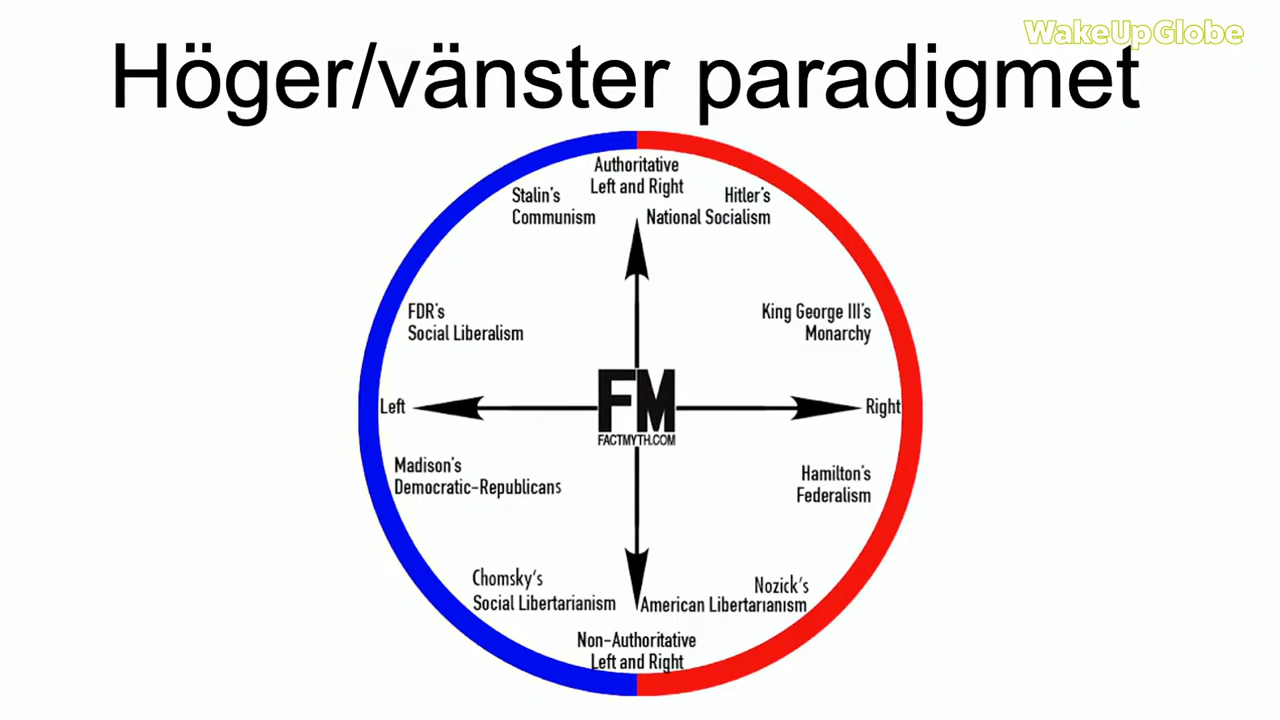 WakeUpGlobe
Höger/vänster paradigmet
Authoritative
Left and Right
Stalin's
Communism
Hitler's
National Socialism
FDR's
Social Liberalism
King George III's
Monarchy
Left
FM
FACTMYTH.COM
Right
Madison's
Democratic-Republicans
Hamilton's
Federalism
Chomsky's
Social Libertarianism
Nozick's
American Libertarianism
Non-Authoritative
Left and Right